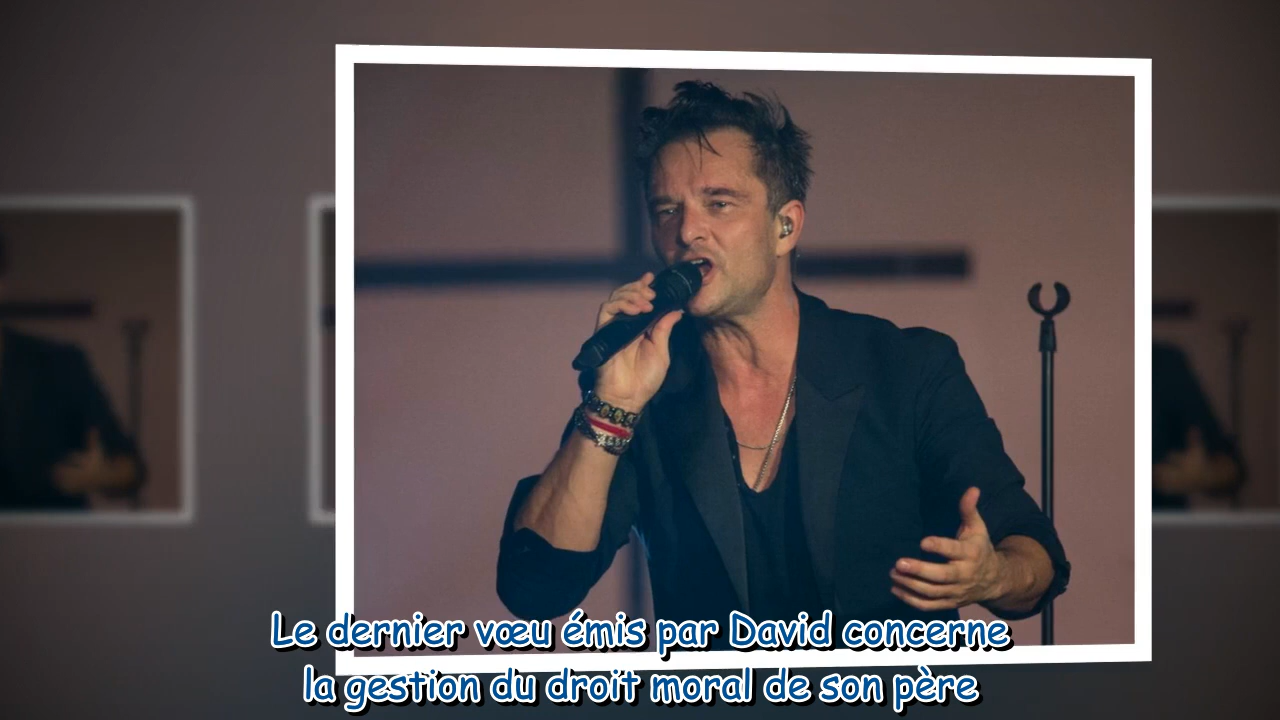 Le dernier vœu émis par David concerne
la gestion du droit moral de son père